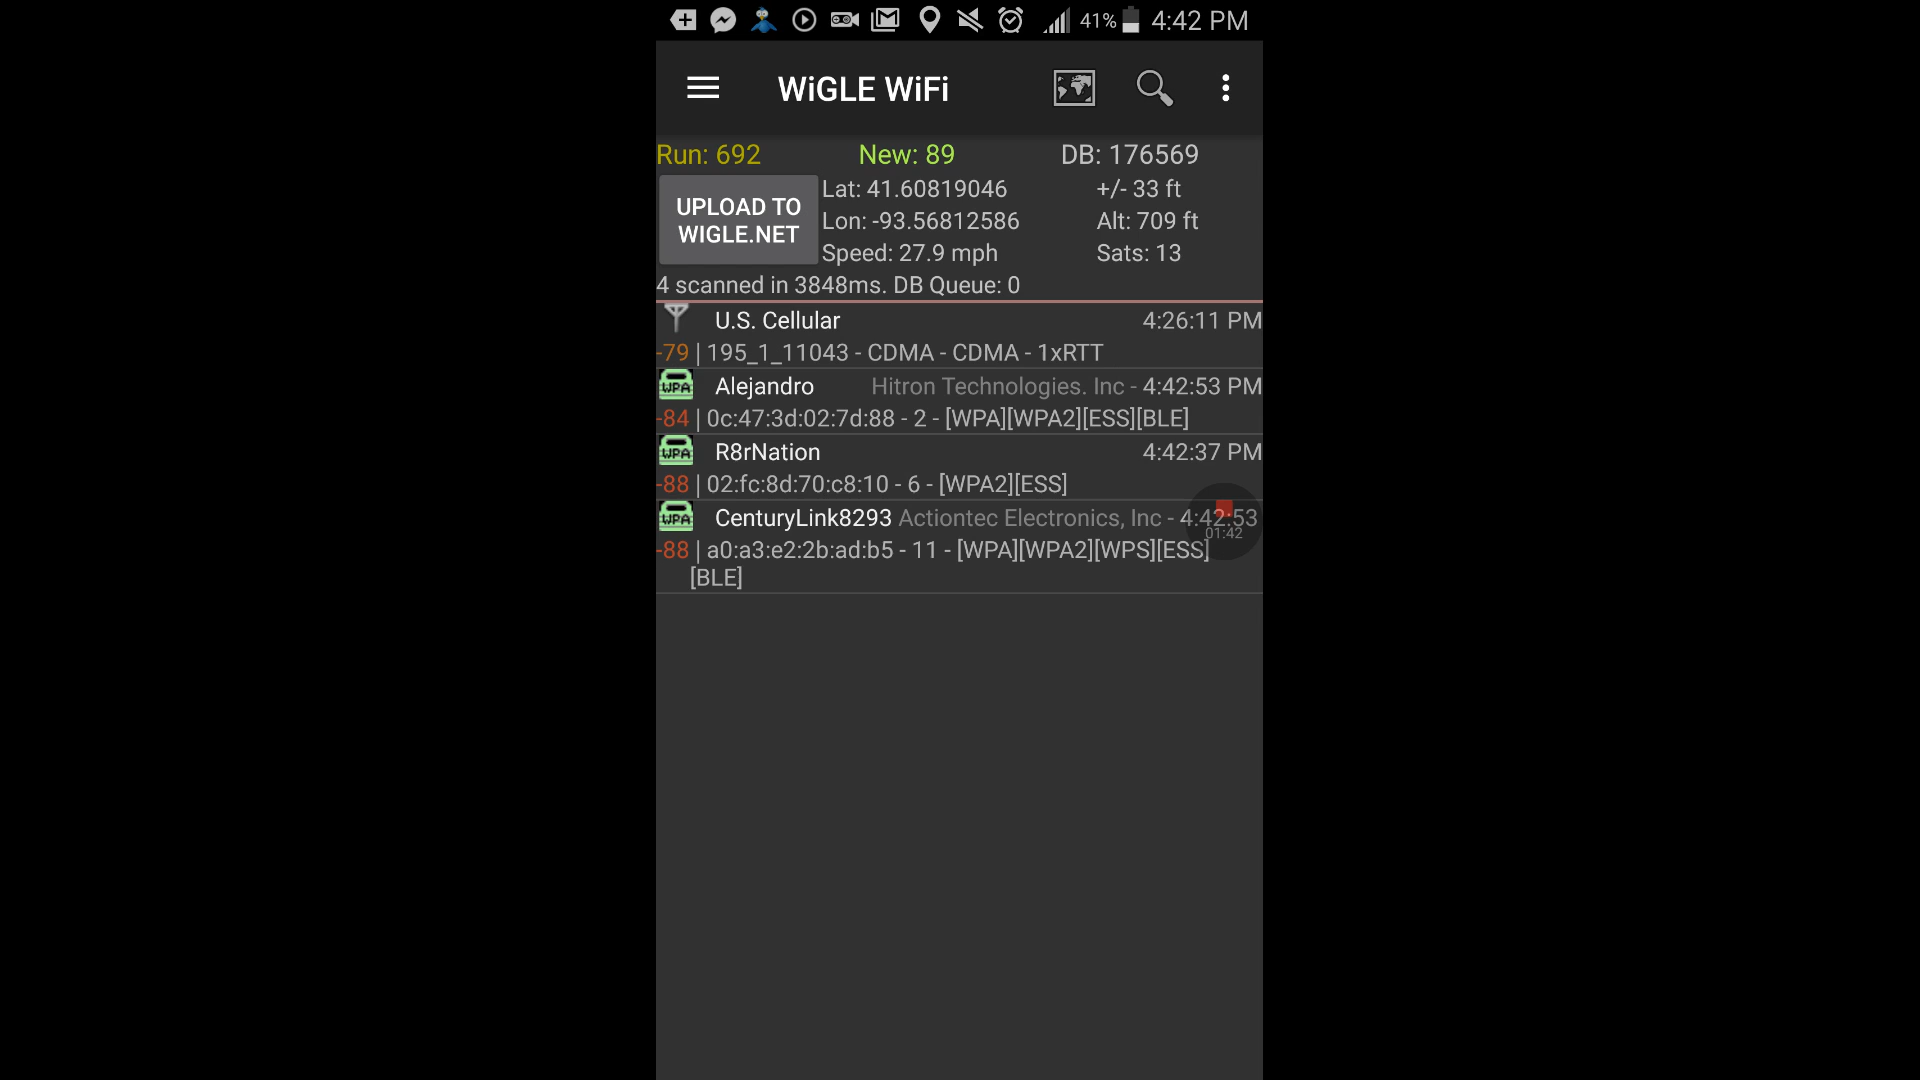 41% 4:42 PM
WiGLE WiFi
Run: 692 New: 89 DB: 176569
UPLOAD TO WIGLE.NET
Lat: 41.60819046 +/- 33 ft
Lon: -93.56812586 Alt: 709 ft
Speed: 27.9 mph Sats: 13
4 scanned in 3848ms. DB Queue: 0
U.S. Cellular 4:26:11 PM
-79 | 195_1_11043 - CDMA - CDMA - 1xRTT
WPA Alejandro Hitron Technologies. Inc - 4:42:53 PM
-84 | 0c:47:3d:02:7d:88 - 2 - [WPA][WPA2][ESS][BLE]
WPA R8rNation 4:42:37 PM
-88 | 02:fc:8d:70:c8:10 - 6 - [WPA2][ESS]
WPA CenturyLink8293 Actiontec Electronics, Inc - 4:42:53
01:42
-88 | a0:a3:e2:2b:ad:b5 - 11 - [WPA][WPA2][WPS][ESS]
[BLE]